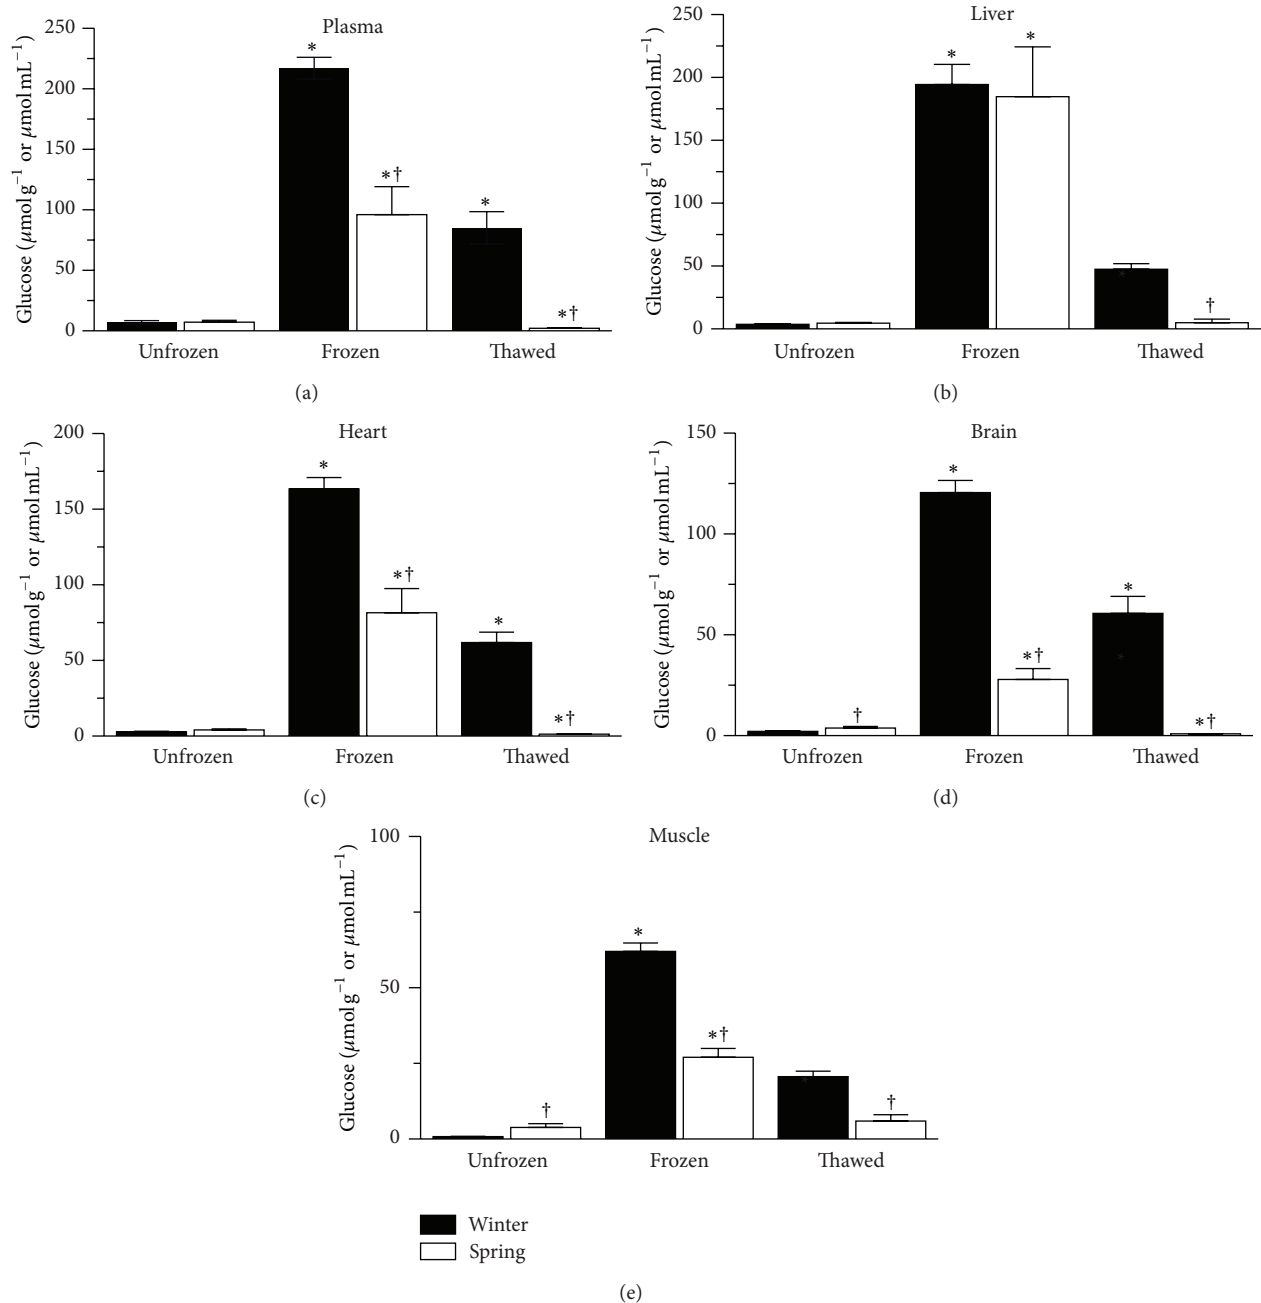 Plasma
Glucose (μmol g⁻¹ or μmol mL⁻¹)
250
200
150
100
50
0
*
*†
*
*†
Unfrozen Frozen Thawed
(a)
Liver
Glucose (μmol g⁻¹ or μmol mL⁻¹)
250
200
150
100
50
0
*
*
*
†
Unfrozen Frozen Thawed
(b)
Heart
Glucose (μmol g⁻¹ or μmol mL⁻¹)
200
150
100
50
0
*
*†
*
*†
Unfrozen Frozen Thawed
(c)
Brain
Glucose (μmol g⁻¹ or μmol mL⁻¹)
150
100
50
0
†
*
*†
*
*
*†
Unfrozen Frozen Thawed
(d)
Muscle
Glucose (μmol g⁻¹ or μmol mL⁻¹)
100
50
0
†
*
*†
*
†
Unfrozen Frozen Thawed
Winter
Spring
(e)